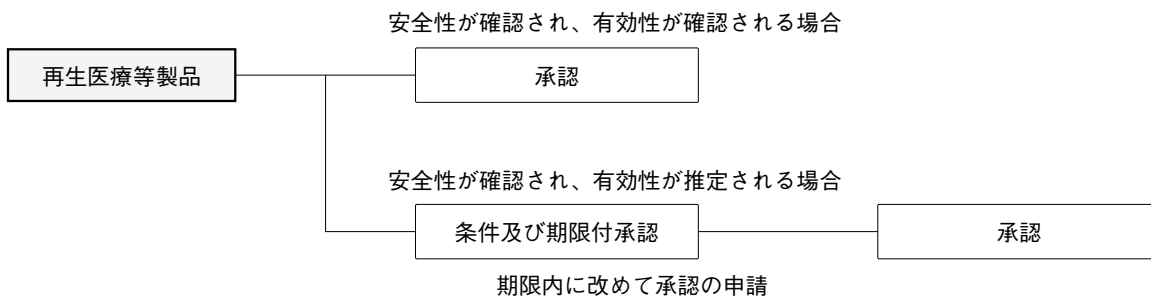 安全性が確認され、有効性が確認される場合
再生医療等製品
承認
安全性が確認され、有効性が推定される場合
条件及び期限付承認
承認
期限内に改めて承認の申請